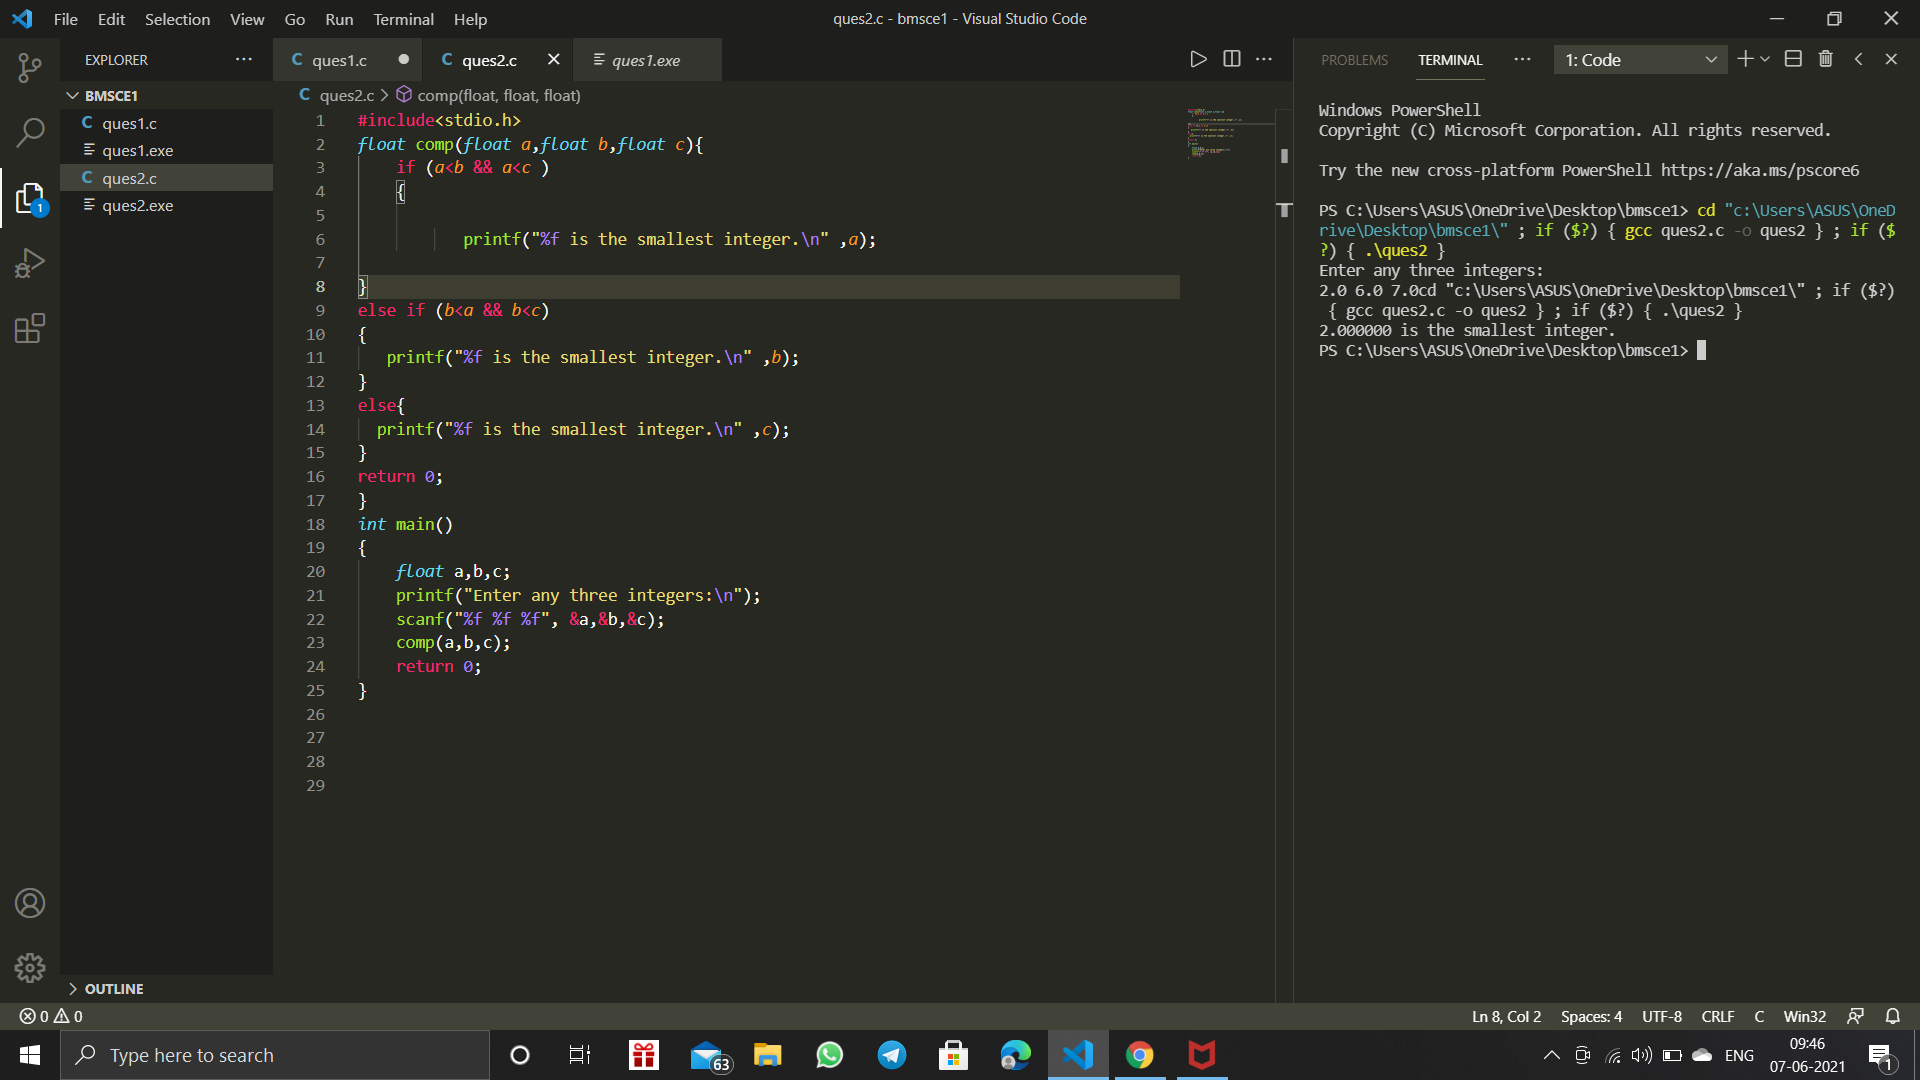 File Edit Selection View Go Run Terminal Help
ques2.c - bmsce1 - Visual Studio Code
EXPLORER
ques1.c
ques2.c
ques1.exe
PROBLEMS
TERMINAL
1: Code
BMSCE1
ques1.c
ques1.exe
ques2.c
ques2.exe
OUTLINE
ques2.c > comp(float, float, float)
1 #include<stdio.h>
2 float comp(float a,float b,float c){
3 if (a<b && a<c )
4 {
5
6 printf("%f is the smallest integer.\n" ,a);
7
8 }
9 else if (b<a && b<c)
10 {
11 printf("%f is the smallest integer.\n" ,b);
12 }
13 else{
14 printf("%f is the smallest integer.\n" ,c);
15 }
16 return 0;
17 }
18 int main()
19 {
20 float a,b,c;
21 printf("Enter any three integers:\n");
22 scanf("%f %f %f", &a,&b,&c);
23 comp(a,b,c);
24 return 0;
25 }
26
27
28
29
Windows PowerShell
Copyright (C) Microsoft Corporation. All rights reserved.
Try the new cross-platform PowerShell https://aka.ms/pscore6
PS C:\Users\ASUS\OneDrive\Desktop\bmsce1> cd "c:\Users\ASUS\OneD
rive\Desktop\bmsce1\" ; if ($?) { gcc ques2.c -o ques2 } ; if ($
?) { .\ques2 }
Enter any three integers:
2.0 6.0 7.0cd "c:\Users\ASUS\OneDrive\Desktop\bmsce1\" ; if ($?)
{ gcc ques2.c -o ques2 } ; if ($?) { .\ques2 }
2.000000 is the smallest integer.
PS C:\Users\ASUS\OneDrive\Desktop\bmsce1>
0 0
Ln 8, Col 2 Spaces: 4 UTF-8 CRLF C Win32
Type here to search
63
ENG
09:46
07-06-2021
1